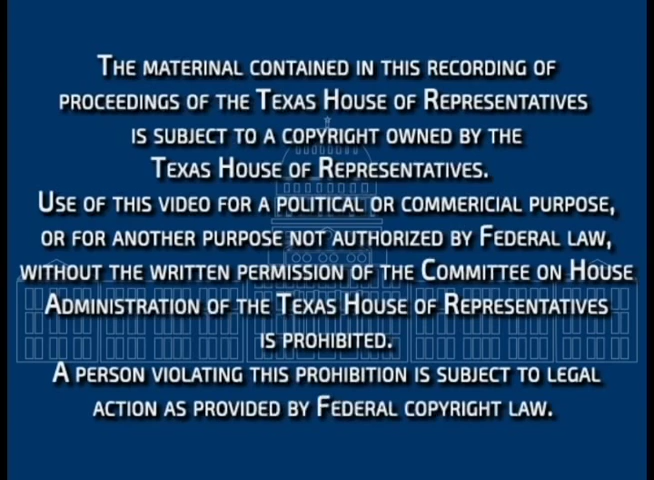 The materinal contained in this recording of
proceedings of the Texas House of Representatives
is subject to a copyright owned by the
Texas House of Representatives.
Use of this video for a political or commericial purpose,
or for another purpose not authorized by Federal law,
without the written permission of the Committee on House
Administration of the Texas House of Representatives
is prohibited.
A person violating this prohibition is subject to legal
action as provided by Federal copyright law.